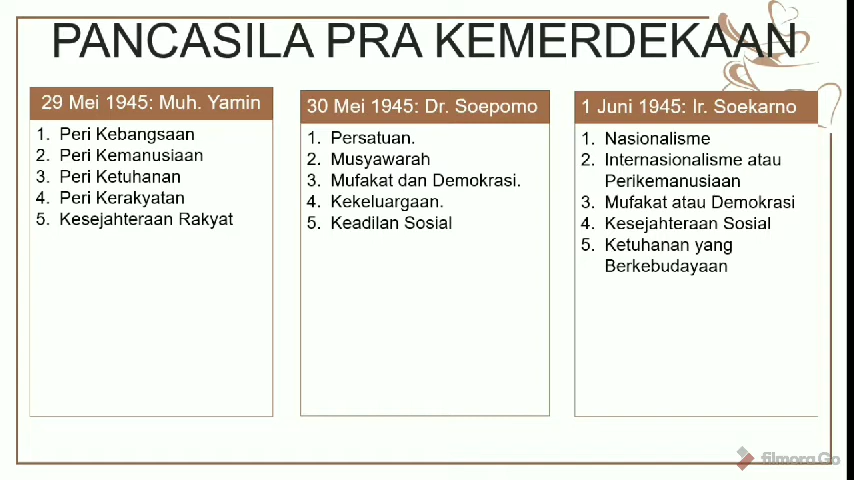 PANCASILA PRA KEMERDEKAAN
29 Mei 1945: Muh. Yamin
1. Peri Kebangsaan
2. Peri Kemanusiaan
3. Peri Ketuhanan
4. Peri Kerakyatan
5. Kesejahteraan Rakyat
30 Mei 1945: Dr. Soepomo
1. Persatuan.
2. Musyawarah
3. Mufakat dan Demokrasi.
4. Kekeluargaan.
5. Keadilan Sosial
1 Juni 1945: Ir. Soekarno
1. Nasionalisme
2. Internasionalisme atau
Perikemanusiaan
3. Mufakat atau Demokrasi
4. Kesejahteraan Sosial
5. Ketuhanan yang
Berkebudayaan
filmora Go